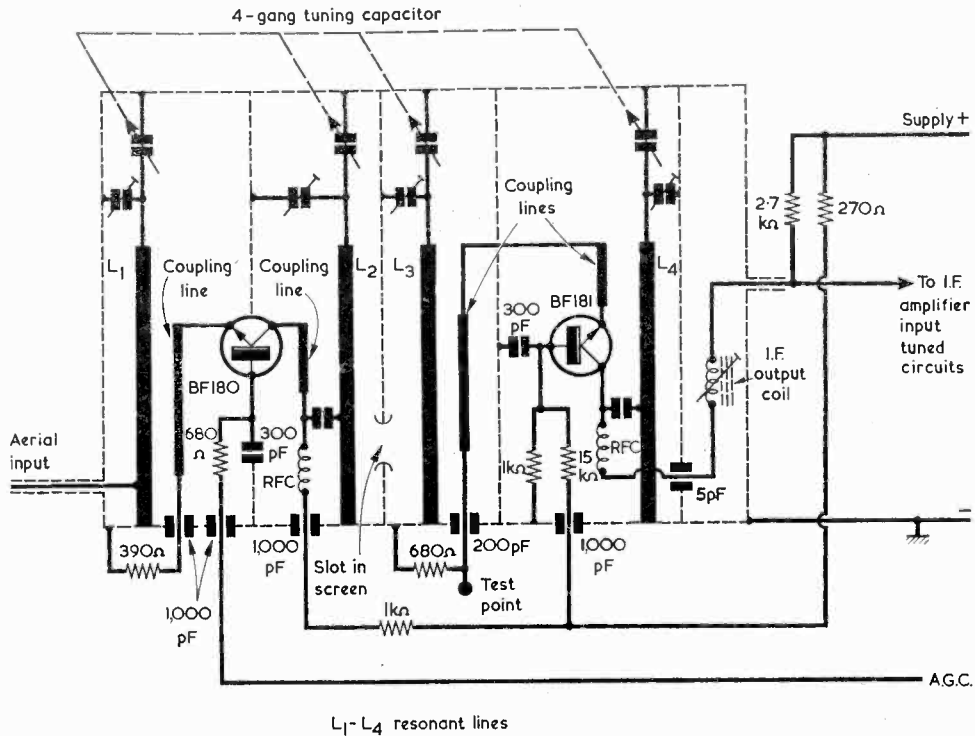 4-gang tuning capacitor
Supply +
Coupling
lines
2·7
kΩ
270Ω
L1
Coupling
line
Coupling
line
L2
L3
L4
BF181
300
pF
To I.F.
amplifier
input
tuned
circuits
BF180
I.F.
output
coil
680
Ω
300
pF
RFC
Aerial
input
1kΩ
15
kΩ
RFC
5pF
–
390Ω
1,000
pF
1,000
pF
Slot in
screen
680Ω
200pF
Test
point
1,000
pF
1kΩ
A.G.C.
L1-L4 resonant lines